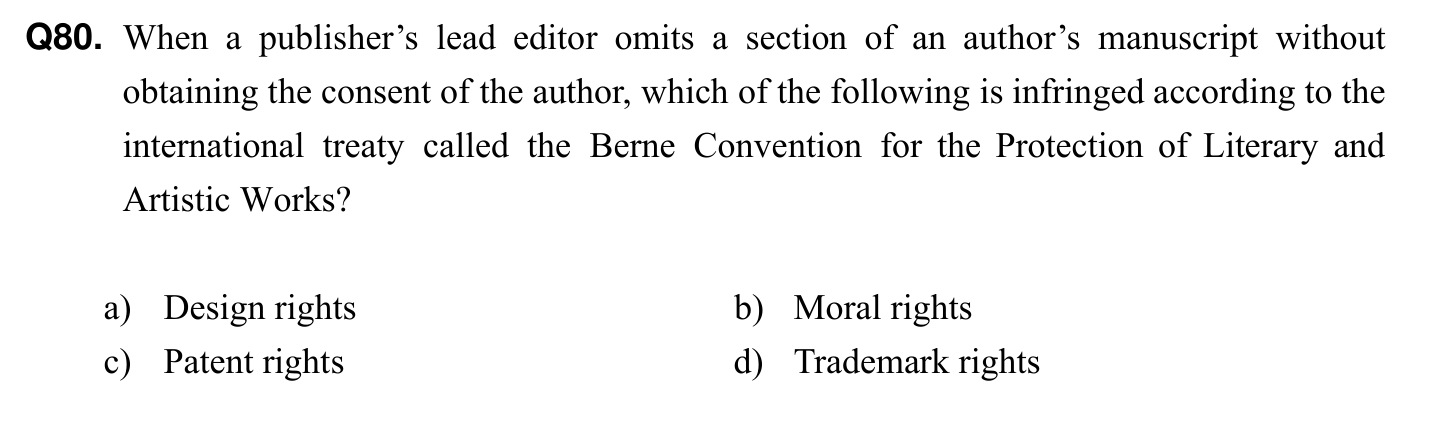 Q80. When a publisher’s lead editor omits a section of an author’s manuscript without
obtaining the consent of the author, which of the following is infringed according to the
international treaty called the Berne Convention for the Protection of Literary and
Artistic Works?
a) Design rights b) Moral rights
c) Patent rights d) Trademark rights